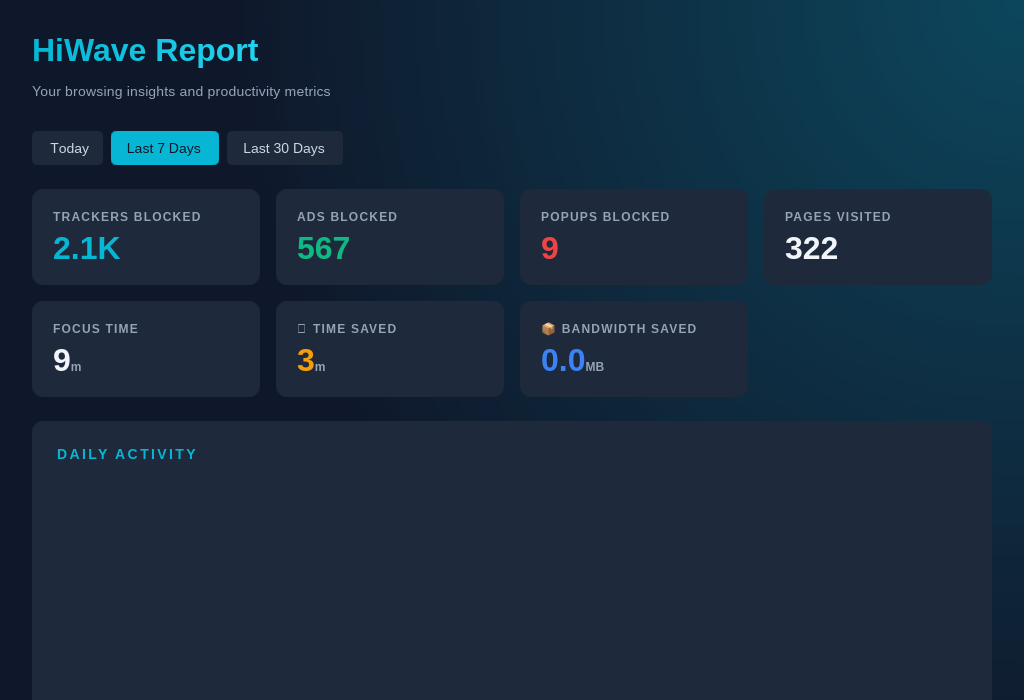 HiWave Report
Your browsing insights and productivity metrics
Today Last 7 Days Last 30 Days
TRACKERS BLOCKED ADS BLOCKED POPUPS BLOCKED PAGES VISITED
2.1K 567 9 322
FOCUS TIME TIME SAVED 📦 BANDWIDTH SAVED
9m 3m 0.0MB
DAILY ACTIVITY